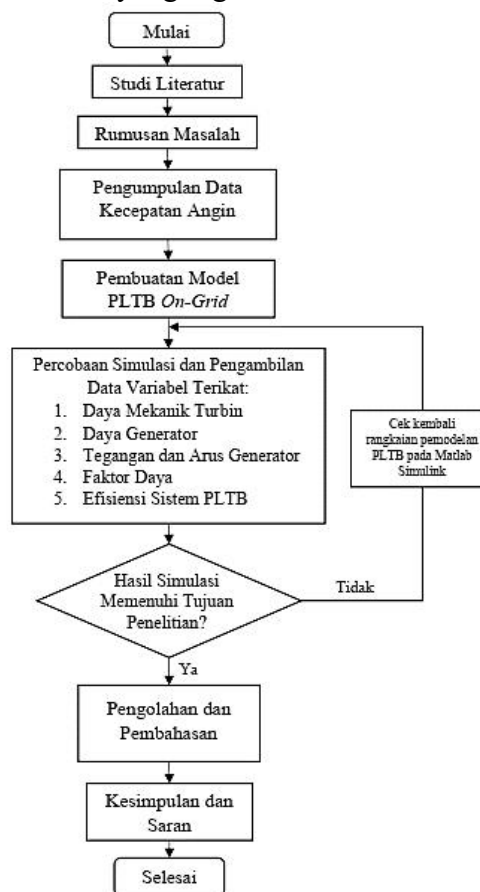 Mulai
Studi Literatur
Rumusan Masalah
Pengumpulan Data
Kecepatan Angin
Pembuatan Model
PLTB On-Grid
Percobaan Simulasi dan Pengambilan
Data Variabel Terikat:
1. Daya Mekanik Turbin
2. Daya Generator
3. Tegangan dan Arus Generator
4. Faktor Daya
5. Efisiensi Sistem PLTB
Cek kembali
rangkaian pemodelan
PLTB pada Matlab
Simulink
Hasil Simulasi
Memenuhi Tujuan
Penelitian?
Tidak
Ya
Pengolahan dan
Pembahasan
Kesimpulan dan
Saran
Selesai